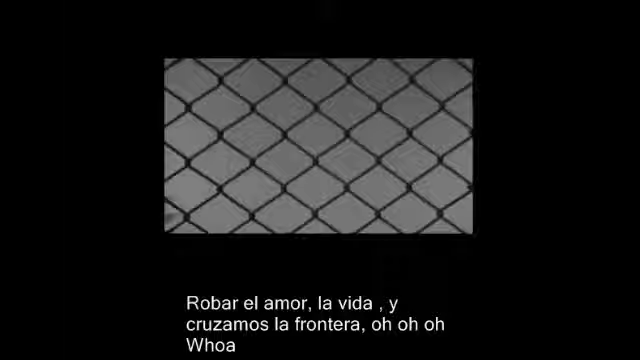 Robar el amor, la vida , y
cruzamos la frontera, oh oh oh
Whoa